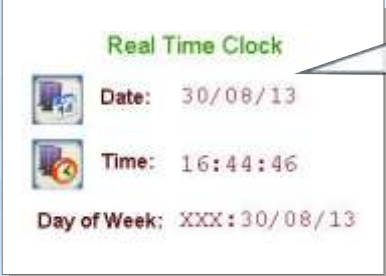 Real Time Clock
Date: 30/08/13
Time: 16:44:46
Day of Week: XXX:30/08/13